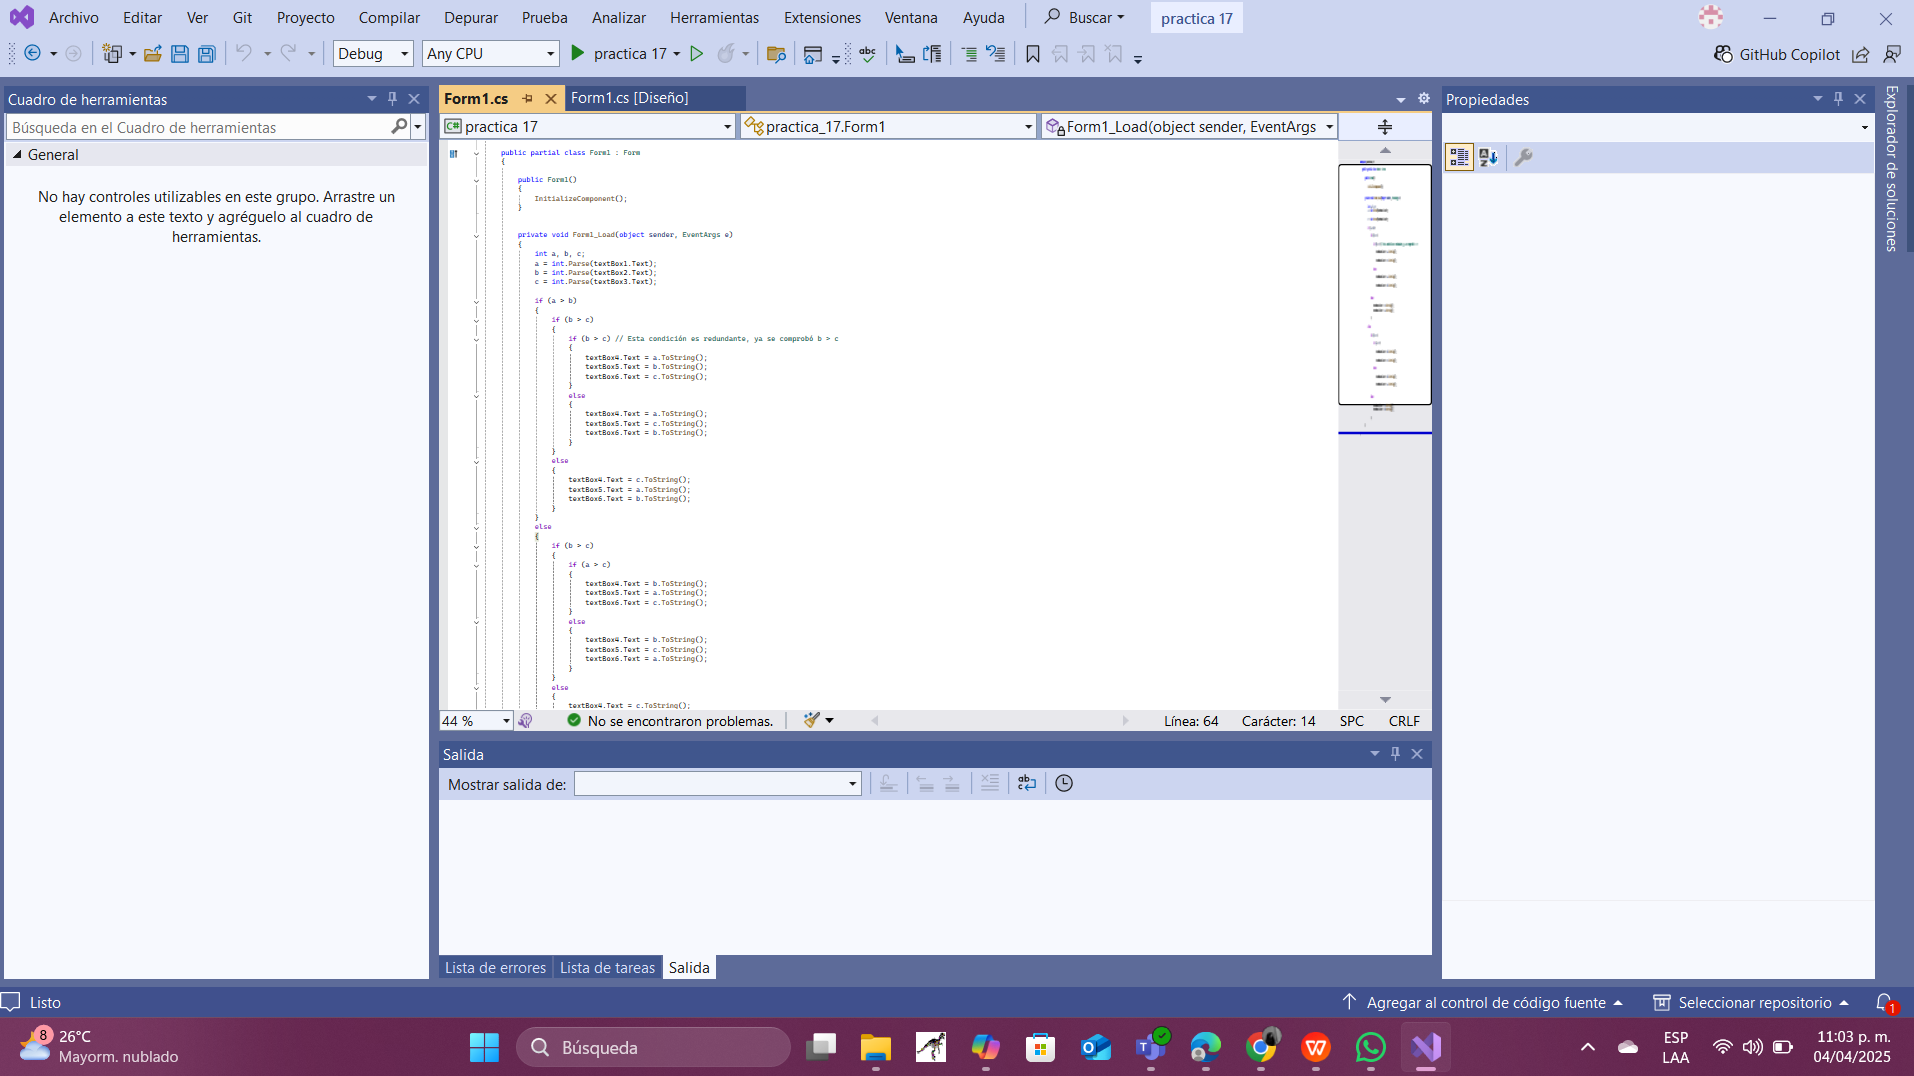 Archivo Editar Ver Git Proyecto Compilar Depurar Prueba Analizar Herramientas Extensiones Ventana Ayuda Buscar practica 17
Debug Any CPU practica 17 abc GitHub Copilot
Cuadro de herramientas
Búsqueda en el Cuadro de herramientas
General
No hay controles utilizables en este grupo. Arrastre un
elemento a este texto y agréguelo al cuadro de
herramientas.
Form1.cs Form1.cs [Diseño]
C# practica 17 practica_17.Form1 Form1_Load(object sender, EventArgs
public partial class Form1 : Form
{
public Form1()
{
InitializeComponent();
}
private void Form1_Load(object sender, EventArgs e)
{
int a, b, c;
a = int.Parse(textBox1.Text);
b = int.Parse(textBox2.Text);
c = int.Parse(textBox3.Text);
if (a > b)
{
if (b > c)
{
if (b > c) // Esta condición es redundante, ya se comprobó b > c
{
textBox4.Text = a.ToString();
textBox5.Text = b.ToString();
textBox6.Text = c.ToString();
}
else
{
textBox4.Text = a.ToString();
textBox5.Text = c.ToString();
textBox6.Text = b.ToString();
}
}
else
{
textBox4.Text = c.ToString();
textBox5.Text = a.ToString();
textBox6.Text = b.ToString();
}
}
else
{
if (b > c)
{
if (a > c)
{
textBox4.Text = b.ToString();
textBox5.Text = a.ToString();
textBox6.Text = c.ToString();
}
else
{
textBox4.Text = b.ToString();
textBox5.Text = c.ToString();
textBox6.Text = a.ToString();
}
}
else
{
textBox4.Text = c.ToString();
44 % No se encontraron problemas. Línea: 64 Carácter: 14 SPC CRLF
Salida
Mostrar salida de:
Lista de errores Lista de tareas Salida
Propiedades
Explorador de soluciones
Listo Agregar al control de código fuente Seleccionar repositorio 1
8 26°C
Mayorm. nublado
Búsqueda
ESP
LAA
11:03 p. m.
04/04/2025